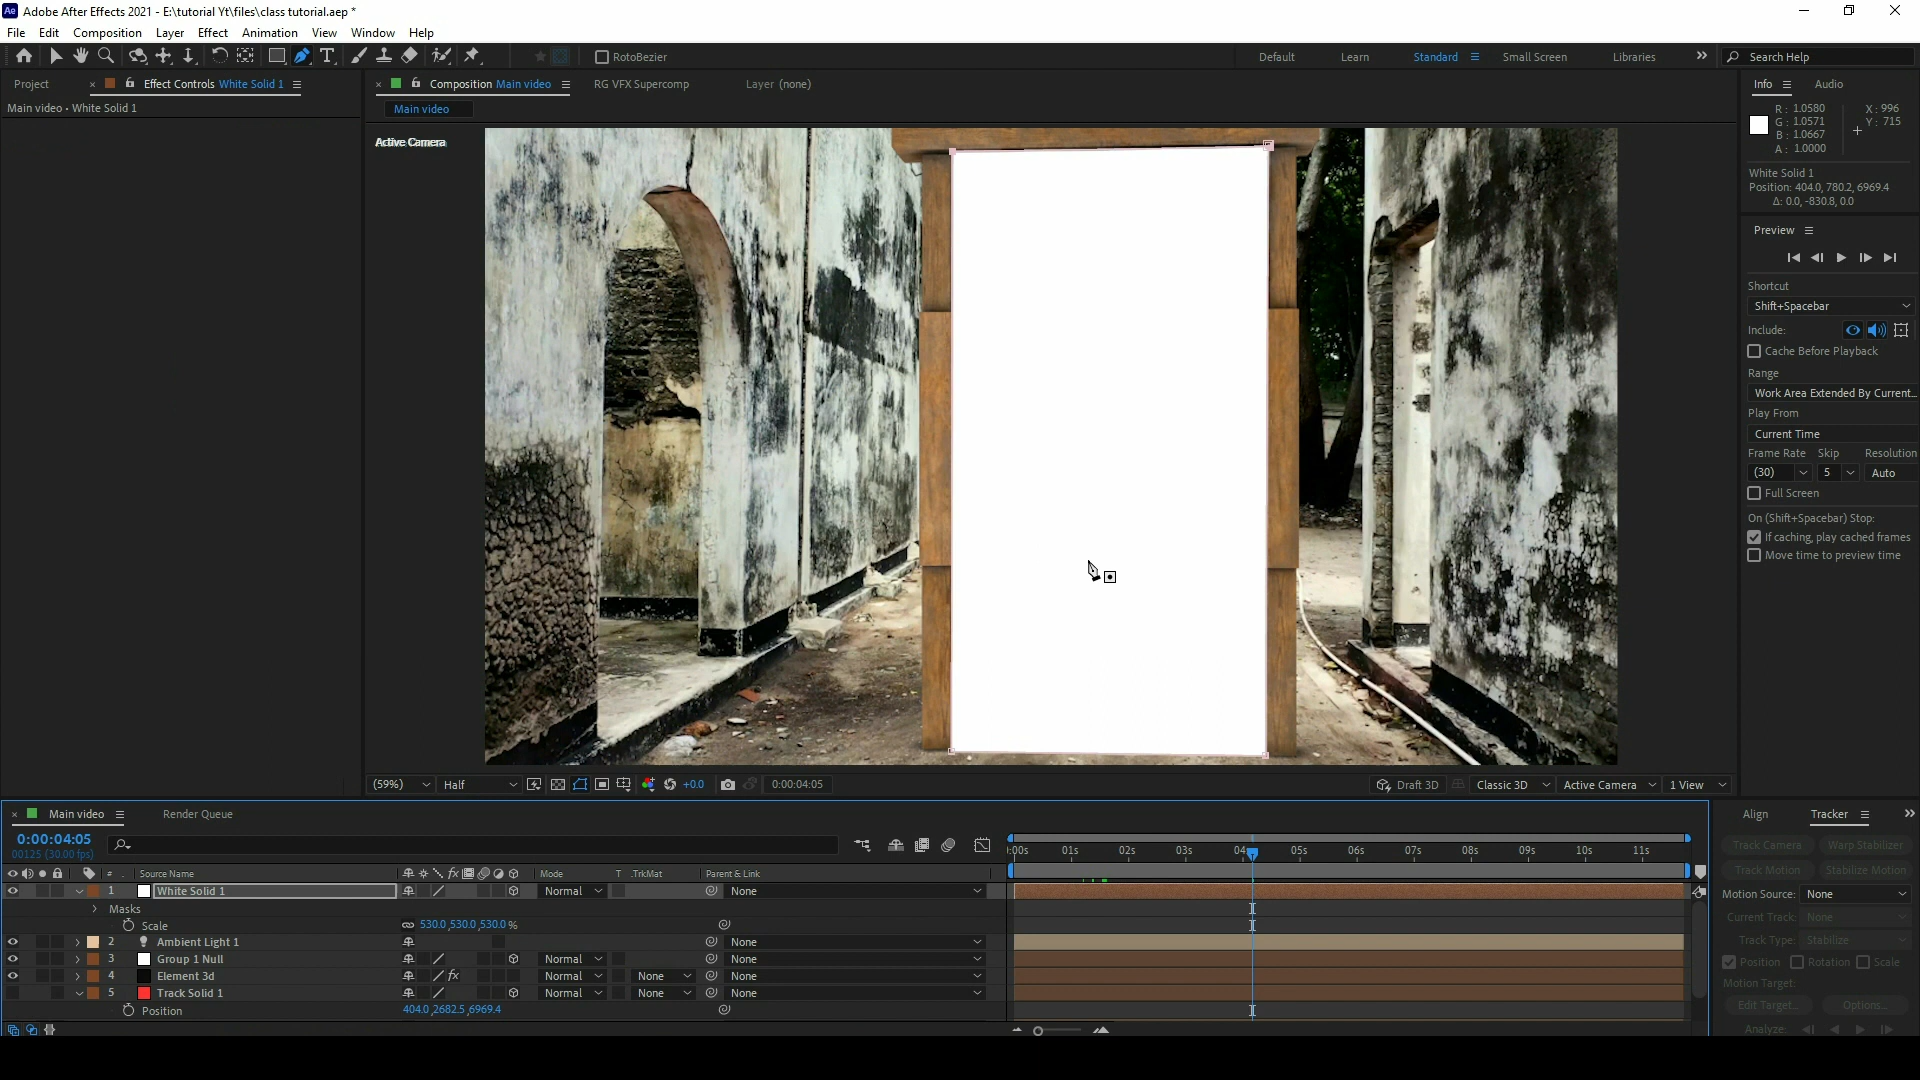 Adobe After Effects 2021 - E:\tutorial Yt\files\class tutorial.aep *
File Edit Composition Layer Effect Animation View Window Help
RotoBezier
Default Learn Standard Small Screen Libraries Search Help
Project Effect Controls White Solid 1 Composition Main video RG VFX Supercomp Layer (none) Info Audio
Main video • White Solid 1
Main video
Active Camera
R: 1.0580
G: 1.0571
B: 1.0667
A: 1.0000
X: 996
Y: 715
White Solid 1
Position: 404.0, 780.2, 6969.4
Δ: 0.0, -830.8, 0.0
Preview
Shortcut
Shift+Spacebar
Include:
Cache Before Playback
Range
Work Area Extended By Current...
Play From
Current Time
Frame Rate Skip Resolution
(30) 5 Auto
Full Screen
On (Shift+Spacebar) Stop:
If caching, play cached frames
Move time to preview time
(59%) Half +0.0 0:00:04:05 Draft 3D Classic 3D Active Camera 1 View
Main video Render Queue
0:00:04:05
00125 (30.00 fps)
:00s 01s 02s 03s 04 05s 06s 07s 08s 09s 10s 11s
# Source Name Mode T .TrkMat Parent & Link
1 White Solid 1 Normal None
Masks
Scale 530.0,530.0,530.0%
2 Ambient Light 1 None
3 Group 1 Null Normal None
4 Element 3d fx Normal None None
5 Track Solid 1 Normal None None
Position 404.0,2682.5,6969.4
Align Tracker
Track Camera Warp Stabilizer
Track Motion Stabilize Motion
Motion Source: None
Current Track: None
Track Type: Stabilize
Position Rotation Scale
Motion Target:
Edit Target... Options...
Analyze: